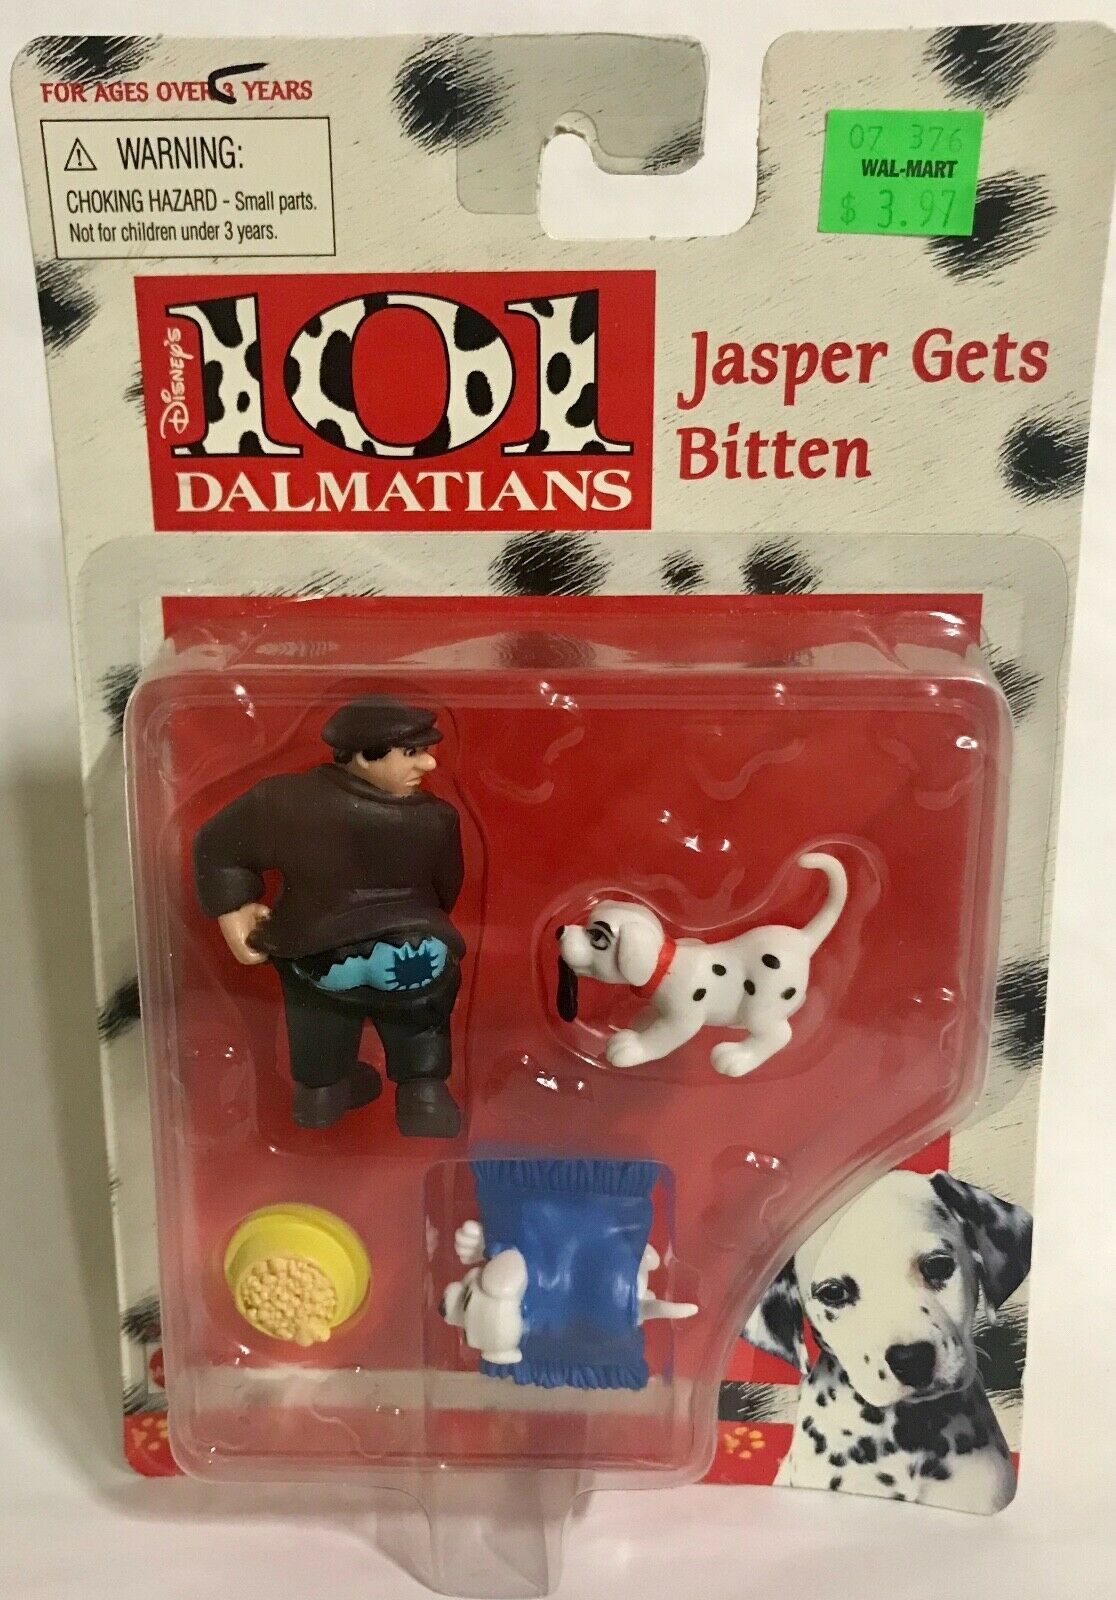 FOR AGES OVER 3 YEARS
WARNING:
CHOKING HAZARD - Small parts.
Not for children under 3 years.
07 376
WAL-MART
$ 3.97
Disney's
101
DALMATIANS
Jasper Gets
Bitten